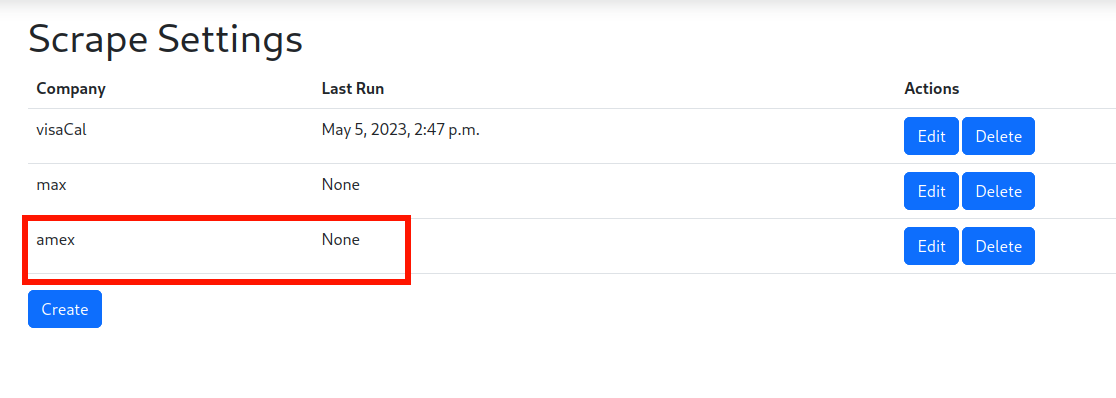 Scrape Settings
Company Last Run Actions
visaCal May 5, 2023, 2:47 p.m. Edit Delete
max None Edit Delete
amex None Edit Delete
Create